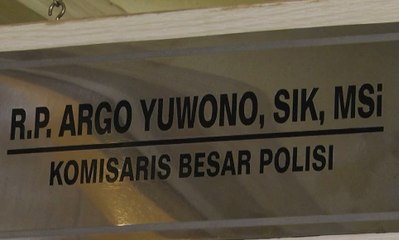 R.P. ARGO YUWONO, SIK, MSi
KOMISARIS BESAR POLISI